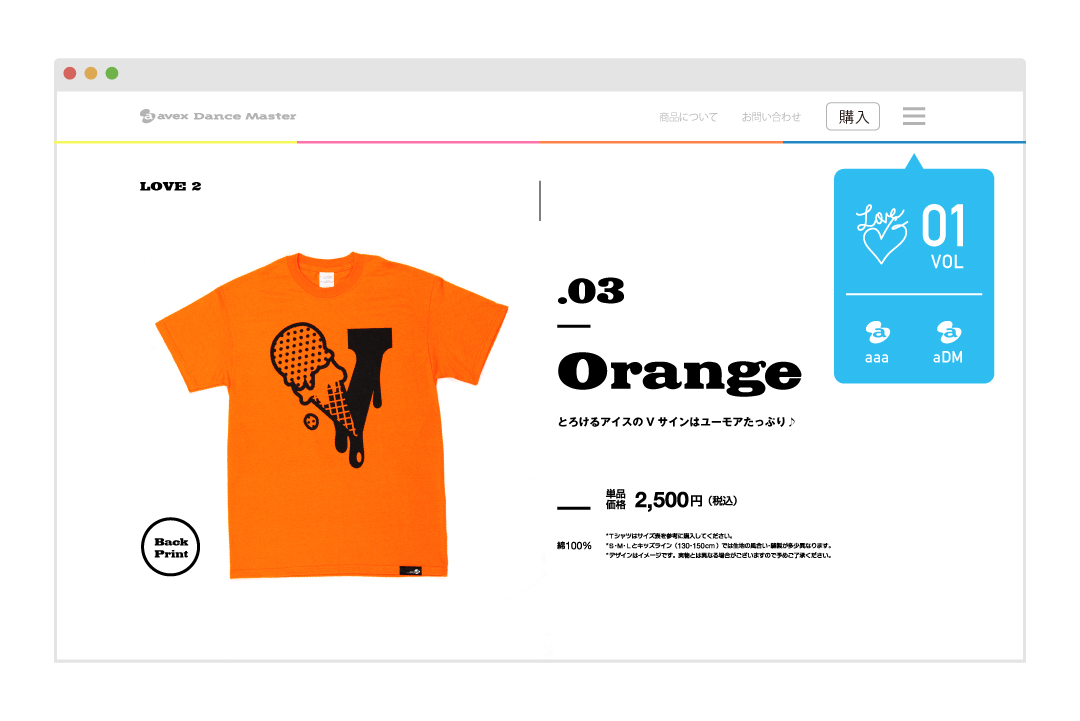 avex Dance Master
商品について
お問い合わせ
購入
LOVE 2
Love
01
VOL
aaa
aDM
.03
Orange
とろけるアイスの V サインはユーモアたっぷり♪
単品
価格
2,500円（税込）
綿100%
*Tシャツはサイズ表を参考に購入してください。
*S・M・Lとキッズライン（130-150cm）では生地の風合い・縫製が多少異なります。
*デザインはイメージです。実物とは異なる場合がございますので予めご了承ください。
Back
Print